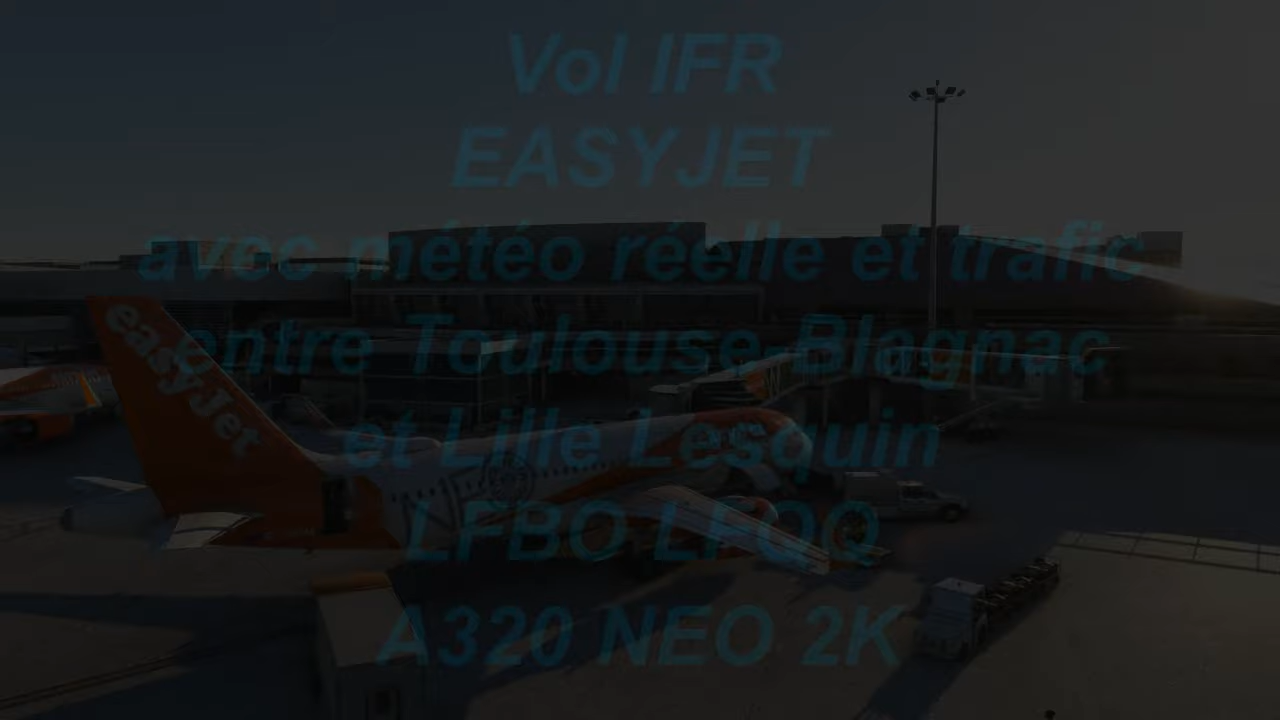 Vol IFR
EASYJET
avec météo réelle et trafic
entre Toulouse-Blagnac
et Lille Lesquin
LFBO LFQQ
A320 NEO 2K
easyJet